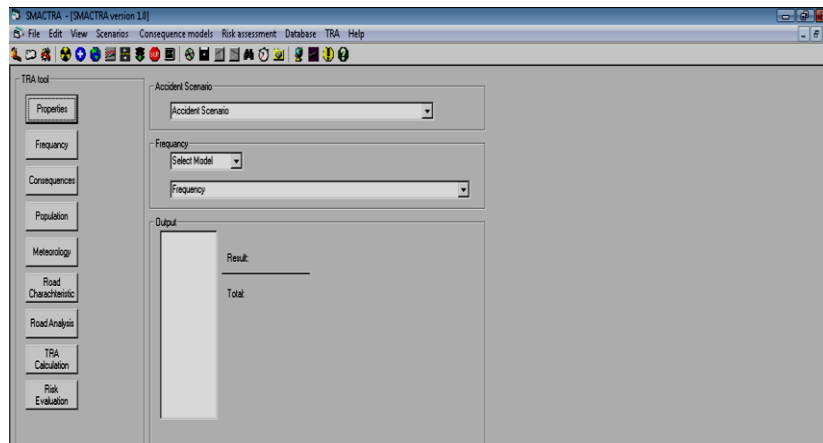 SMACTRA - [SMACTRA version 1.0]
File Edit View Scenarios Consequence models Risk assessment Database TRA Help
TRA tool
Properties
Frequency
Consequences
Population
Meteorology
Road
Charachteristic
Road Analysis
TRA
Calculation
Risk
Evaluation
Accident Scenario
Accident Scenario
Frequency
Select Model
Frequency
Output
Result:
Total: